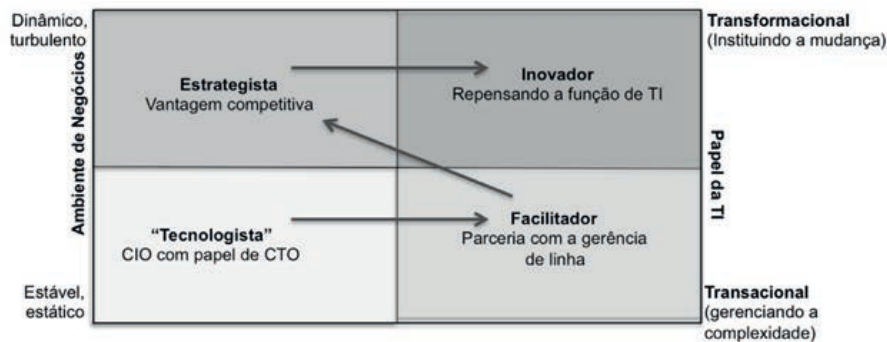 Dinâmico,
turbulento
Ambiente de Negócios
Estável,
estático
Estrategista
Vantagem competitiva
Inovador
Repensando a função de TI
“Tecnologista”
CIO com papel de CTO
Facilitador
Parceria com a gerência
de linha
Transformacional
(Instituindo a mudança)
Papel da TI
Transacional
(gerenciando a
complexidade)